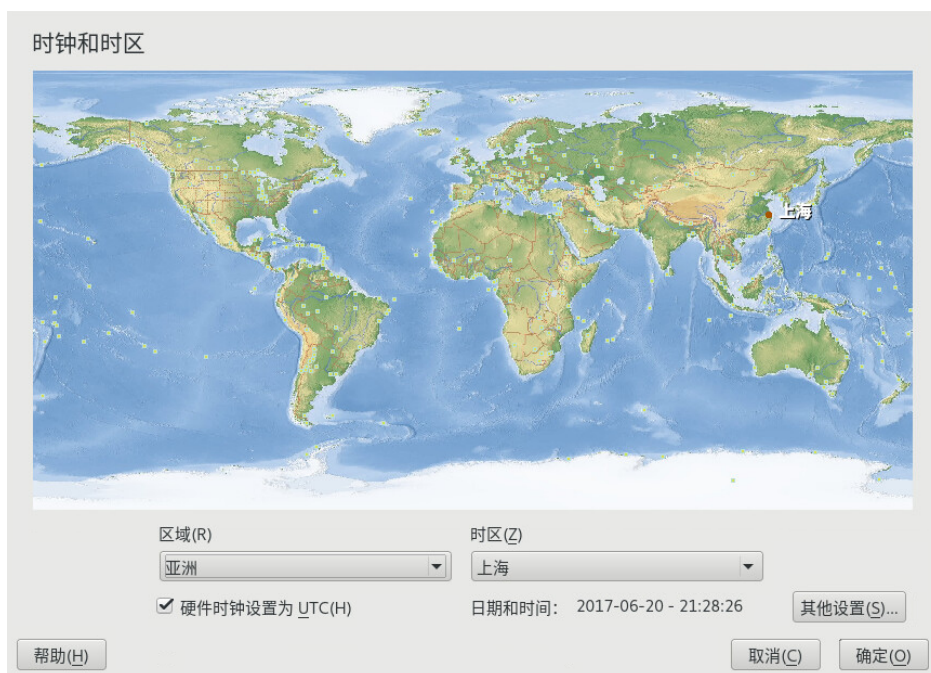 时钟和时区
上海
区域(R)
时区(Z)
亚洲
上海
硬件时钟设置为 UTC(H)
日期和时间： 2017-06-20 - 21:28:26
其他设置(S)...
帮助(H)
取消(C)
确定(O)